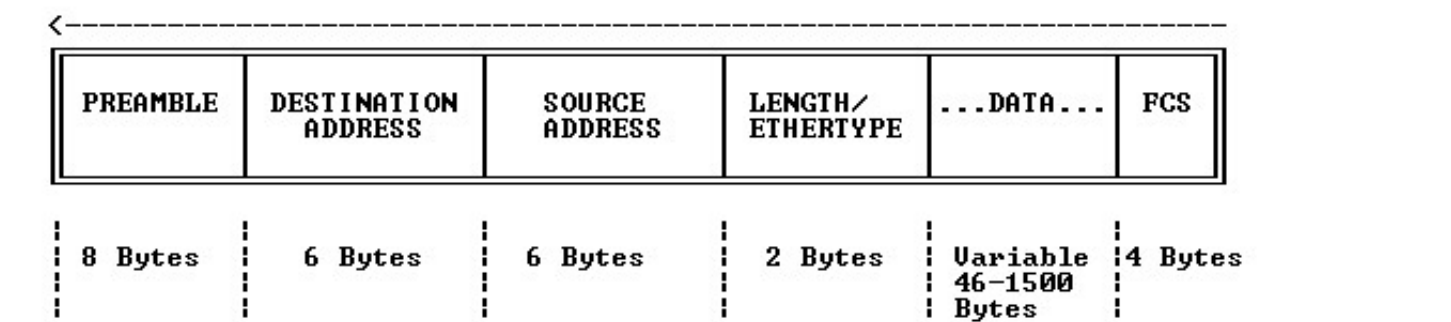 PREAMBLE DESTINATION SOURCE LENGTH/ ...DATA... FCS
ADDRESS ADDRESS ETHERTYPE
8 Bytes 6 Bytes 6 Bytes 2 Bytes Variable 4 Bytes
46-1500
Bytes